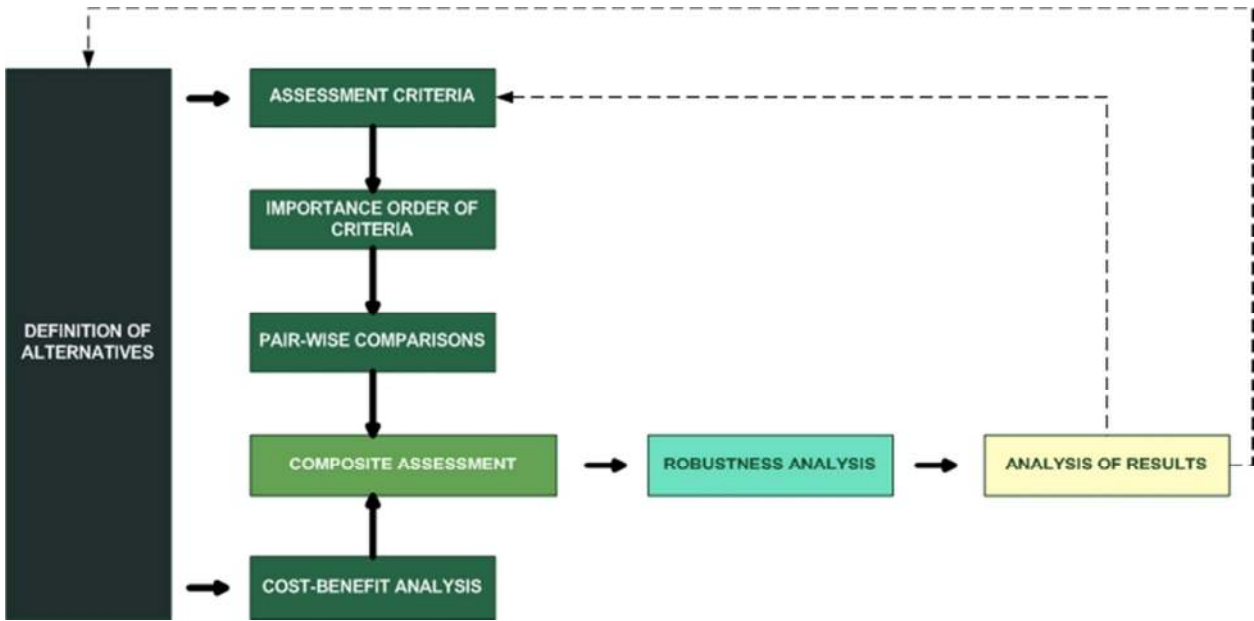 ASSESSMENT CRITERIA
IMPORTANCE ORDER OF
CRITERIA
DEFINITION OF
ALTERNATIVES
PAIR-WISE COMPARISONS
COMPOSITE ASSESSMENT
ROBUSTNESS ANALYSIS
ANALYSIS OF RESULTS
COST-BENEFIT ANALYSIS